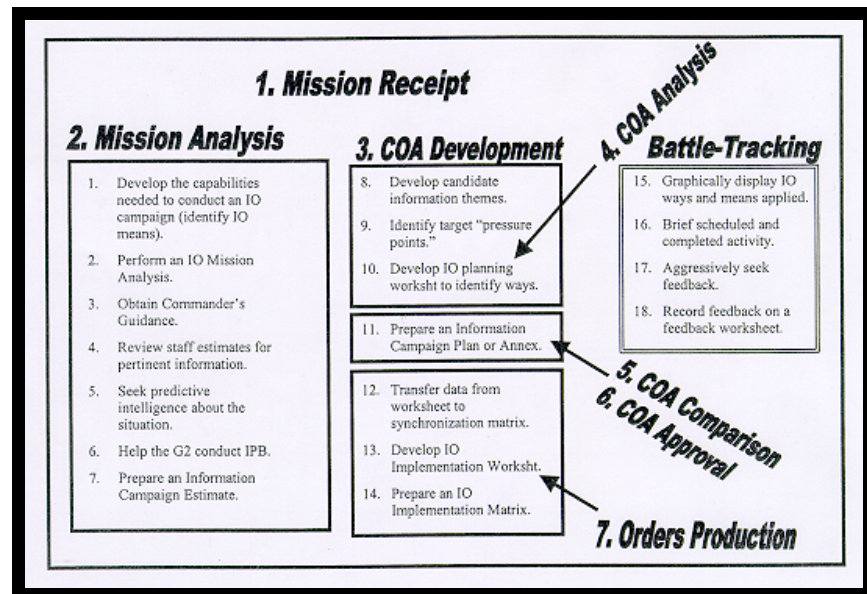 1. Mission Receipt
2. Mission Analysis
1. Develop the capabilities
needed to conduct an IO
campaign (identify IO
means).
2. Perform an IO Mission
Analysis.
3. Obtain Commander's
Guidance.
4. Review staff estimates for
pertinent information.
5. Seek predictive
intelligence about the
situation.
6. Help the G2 conduct IPB.
7. Prepare an Information
Campaign Estimate.
3. COA Development
8. Develop candidate
information themes.
9. Identify target "pressure
points."
10. Develop IO planning
worksht to identify ways.
11. Prepare an Information
Campaign Plan or Annex.
12. Transfer data from
worksheet to
synchronization matrix.
13. Develop IO
Implementation Worksht.
14. Prepare an IO
Implementation Matrix.
4. COA Analysis
Battle-Tracking
15. Graphically display IO
ways and means applied.
16. Brief scheduled and
completed activity.
17. Aggressively seek
feedback.
18. Record feedback on a
feedback worksheet.
5. COA Comparison
6. COA Approval
7. Orders Production